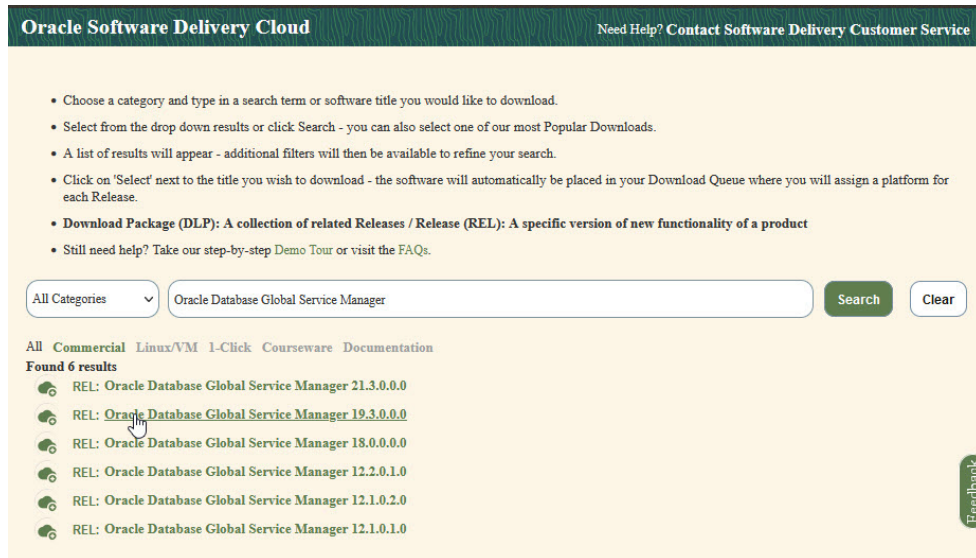 Oracle Software Delivery Cloud
Need Help? Contact Software Delivery Customer Service
• Choose a category and type in a search term or software title you would like to download.
• Select from the drop down results or click Search - you can also select one of our most Popular Downloads.
• A list of results will appear - additional filters will then be available to refine your search.
• Click on 'Select' next to the title you wish to download - the software will automatically be placed in your Download Queue where you will assign a platform for
each Release.
• Download Package (DLP): A collection of related Releases / Release (REL): A specific version of new functionality of a product
• Still need help? Take our step-by-step Demo Tour or visit the FAQs.
All Categories
Oracle Database Global Service Manager
Search
Clear
All Commercial Linux/VM 1-Click Courseware Documentation
Found 6 results
REL: Oracle Database Global Service Manager 21.3.0.0.0
REL: Oracle Database Global Service Manager 19.3.0.0.0
REL: Oracle Database Global Service Manager 18.0.0.0.0
REL: Oracle Database Global Service Manager 12.2.0.1.0
REL: Oracle Database Global Service Manager 12.1.0.2.0
REL: Oracle Database Global Service Manager 12.1.0.1.0
Feedback